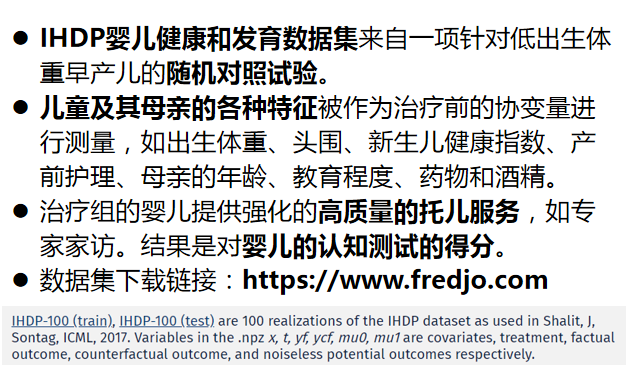 ● IHDP婴儿健康和发育数据集来自一项针对低出生体
重早产儿的随机对照试验。
● 儿童及其母亲的各种特征被作为治疗前的协变量进
行测量，如出生体重、头围、新生儿健康指数、产
前护理、母亲的年龄、教育程度、药物和酒精。
● 治疗组的婴儿提供强化的高质量的托儿服务，如专
家家访。结果是对婴儿的认知测试的得分。
● 数据集下载链接：https://www.fredjo.com
IHDP-100 (train), IHDP-100 (test) are 100 realizations of the IHDP dataset as used in Shalit, J,
Sontag, ICML, 2017. Variables in the .npz x, t, yf, ycf, mu0, mu1 are covariates, treatment, factual
outcome, counterfactual outcome, and noiseless potential outcomes respectively.